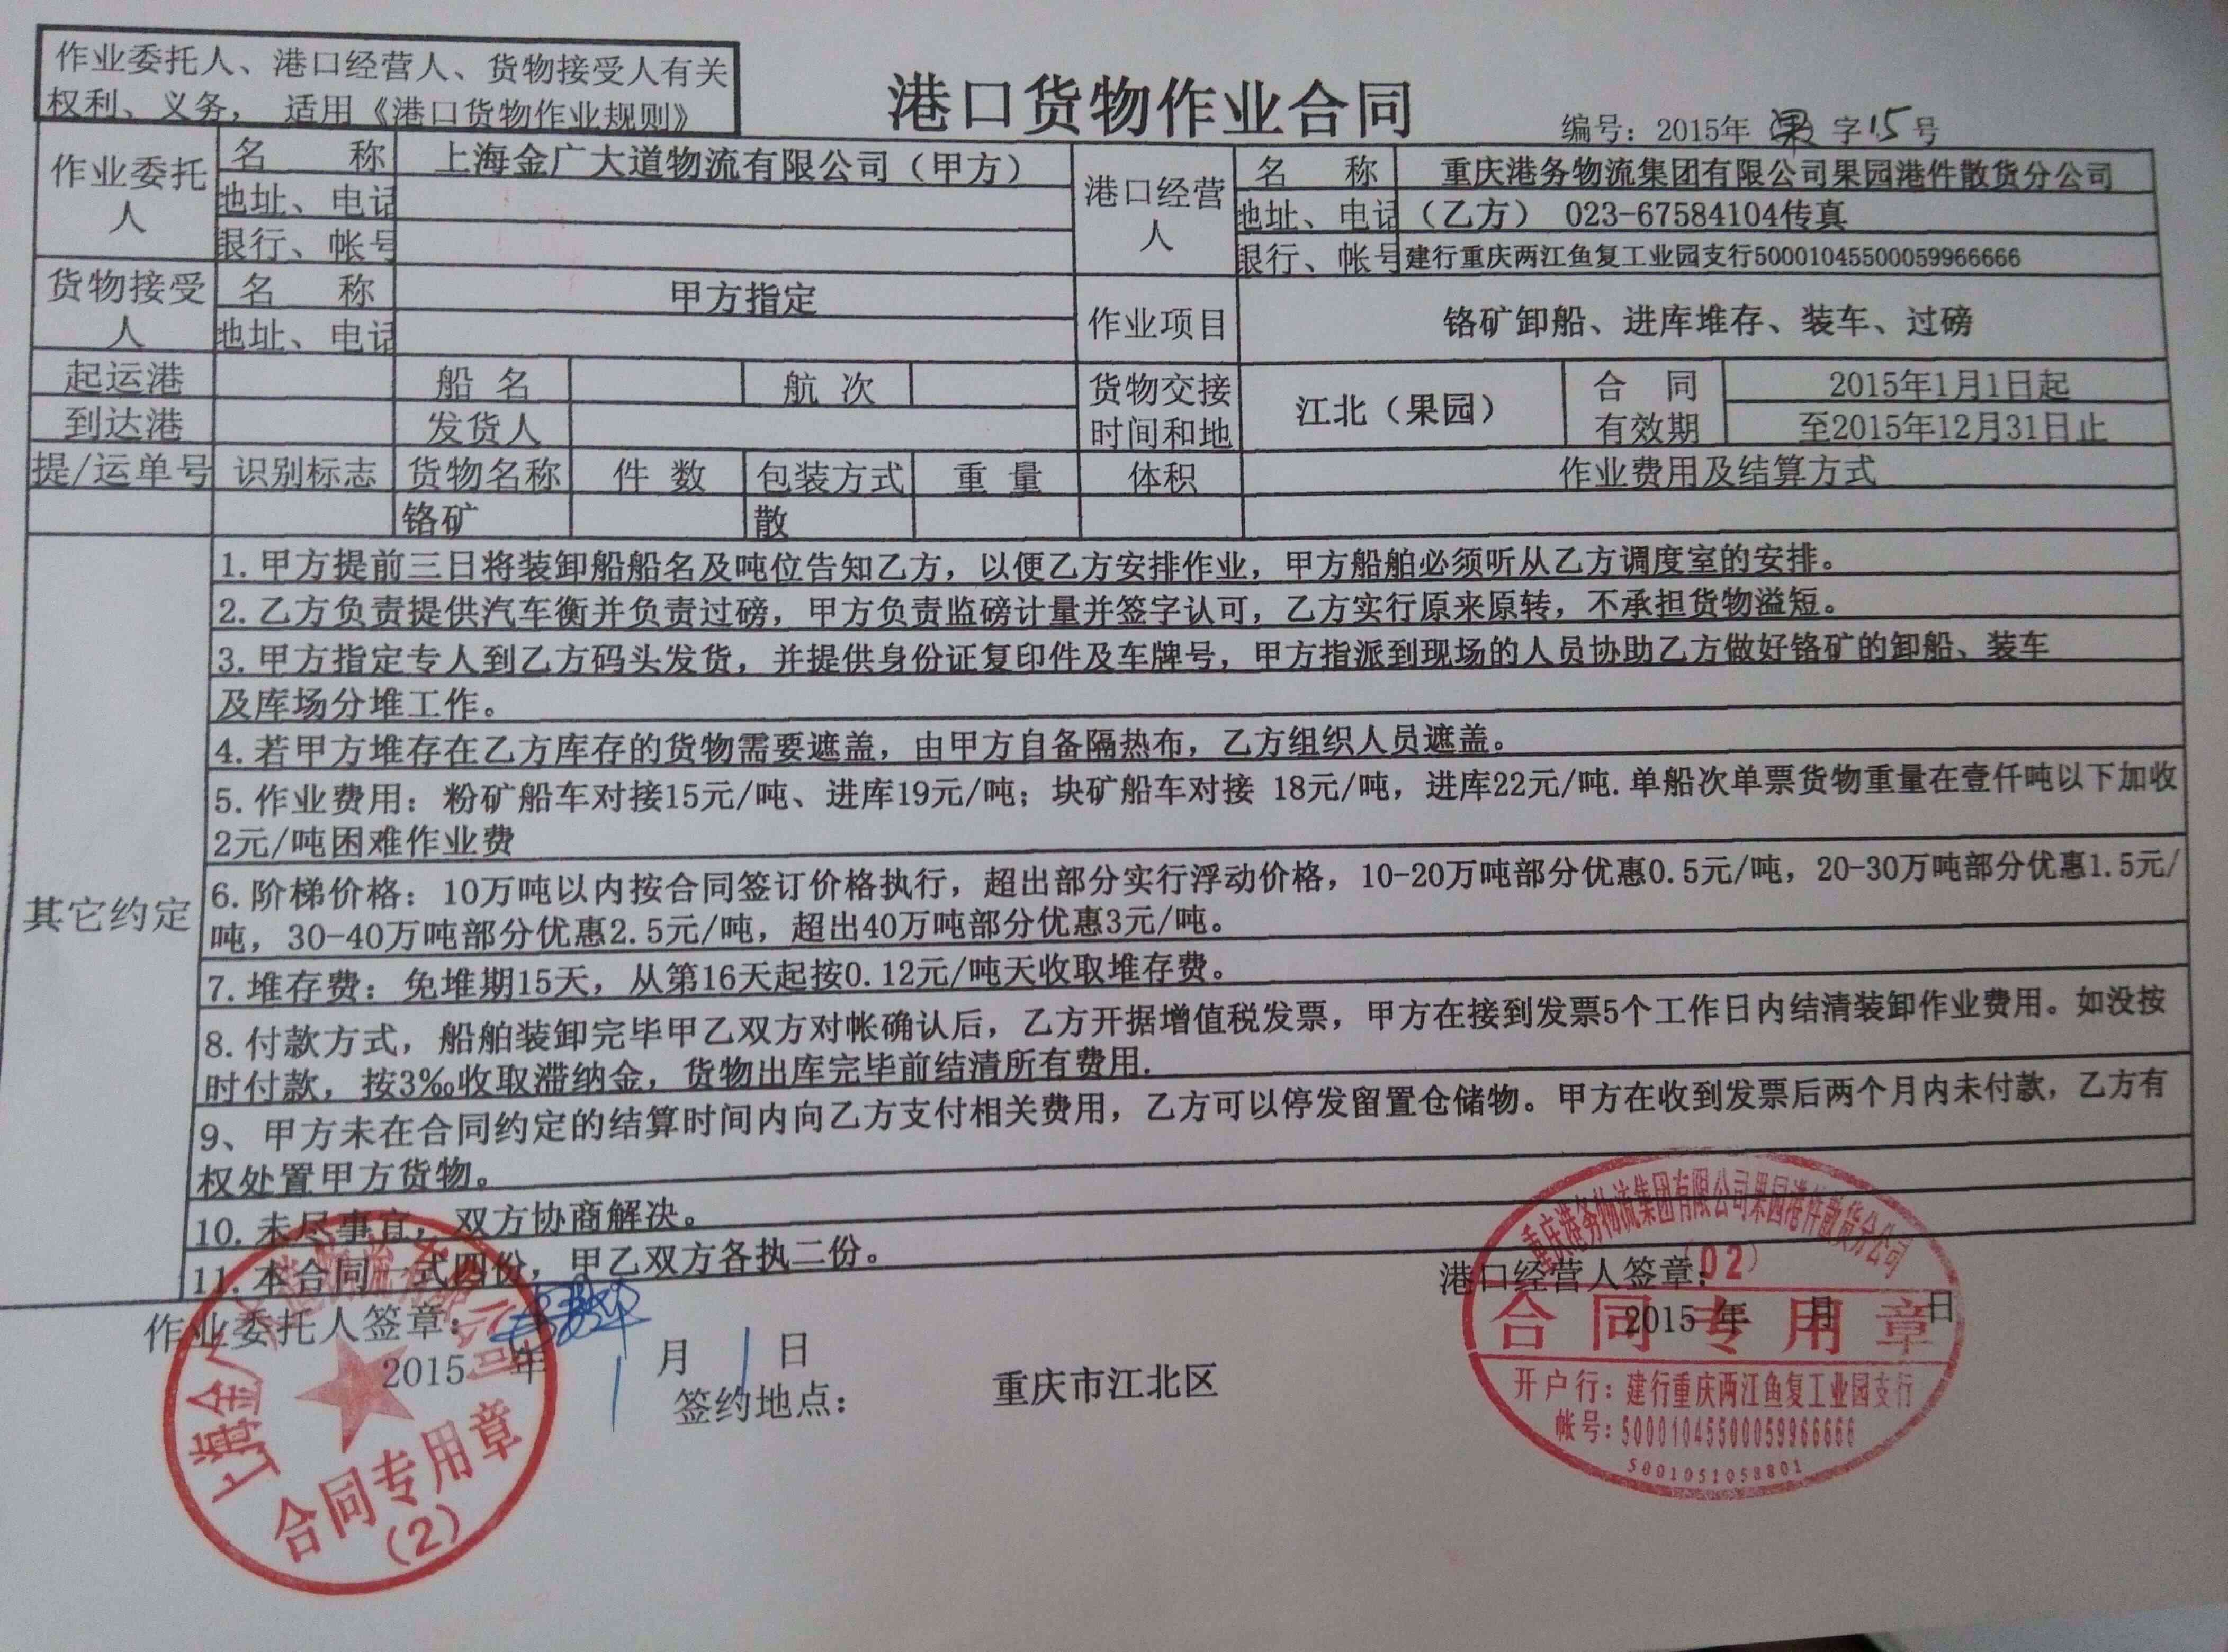 作业委托人、港口经营人、货物接受人有关
权利、义务， 适用《港口货物作业规则》
港口货物作业合同
编号：2015年 果 字15号
作业委托人
名 称
上海金广大道物流有限公司（甲方）
地址、电话
银行、帐号
港口经营人
名 称
重庆港务物流集团有限公司果园港件散货分公司
地址、电话
（乙方） 023-67584104传真
银行、帐号
建行重庆两江鱼复工业园支行50001045500059966666
货物接受人
名 称
甲方指定
地址、电话
作业项目
铬矿卸船、进库堆存、装车、过磅
起运港
船 名
航 次
到达港
发货人
货物交接
时间和地
江北（果园）
合 同
有效期
2015年1月1日起
至2015年12月31日止
提/运单号 识别标志 货物名称 件 数 包装方式 重 量 体积 作业费用及结算方式
铬矿 散
其它约定
1.甲方提前三日将装卸船船名及吨位告知乙方，以便乙方安排作业，甲方船舶必须听从乙方调度室的安排。
2.乙方负责提供汽车衡并负责过磅，甲方负责监磅计量并签字认可，乙方实行原来原转，不承担货物溢短。
3.甲方指定专人到乙方码头发货，并提供身份证复印件及车牌号，甲方指派到现场的人员协助乙方做好铬矿的卸船、装车
及库场分堆工作。
4.若甲方堆存在乙方库存的货物需要遮盖，由甲方自备隔热布，乙方组织人员遮盖。
5.作业费用：粉矿船车对接15元/吨、进库19元/吨；块矿船车对接 18元/吨，进库22元/吨.单船次单票货物重量在壹仟吨以下加收
2元/吨困难作业费
6.阶梯价格：10万吨以内按合同签订价格执行，超出部分实行浮动价格，10-20万吨部分优惠0.5元/吨，20-30万吨部分优惠1.5元/
吨，30-40万吨部分优惠2.5元/吨，超出40万吨部分优惠3元/吨。
7.堆存费：免堆期15天，从第16天起按0.12元/吨天收取堆存费。
8.付款方式，船舶装卸完毕甲乙双方对帐确认后，乙方开据增值税发票，甲方在接到发票5个工作日内结清装卸作业费用。如没按
时付款，按3‰收取滞纳金，货物出库完毕前结清所有费用.
9、甲方未在合同约定的结算时间内向乙方支付相关费用，乙方可以停发留置仓储物。甲方在收到发票后两个月内未付款，乙方有
权处置甲方货物。
10.未尽事宜，双方协商解决。
11.本合同一式四份，甲乙双方各执二份。
作业委托人签章：
2015 年 1 月 1 日
签约地点：
重庆市江北区
港口经营人签章：
2015 年 月 日
合同专用章
（2）
重庆港务物流集团有限公司果园港件散货分公司
（02）
合同专用章
开户行：建行重庆两江鱼复工业园支行
帐号：50001045500059966666
5001051058801